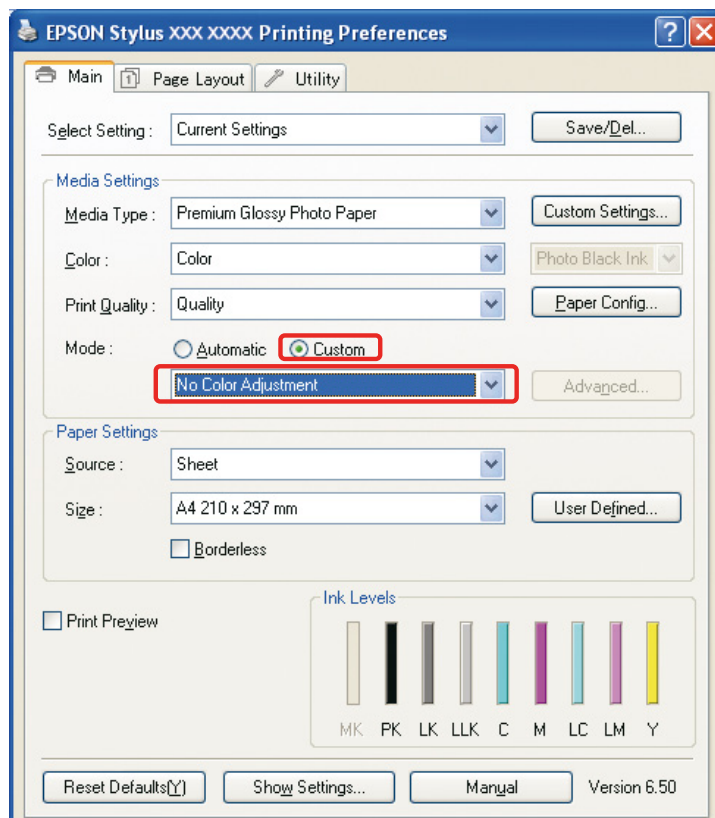 EPSON Stylus XXX XXXX Printing Preferences
Main Page Layout Utility
Select Setting : Current Settings Save/Del...
Media Settings
Media Type : Premium Glossy Photo Paper Custom Settings...
Color : Color Photo Black Ink
Print Quality : Quality Paper Config...
Mode : Automatic Custom
No Color Adjustment Advanced...
Paper Settings
Source : Sheet
Size : A4 210 x 297 mm User Defined...
Borderless
Ink Levels
Print Preview
MK PK LK LLK C M LC LM Y
Reset Defaults(Y) Show Settings... Manual Version 6.50